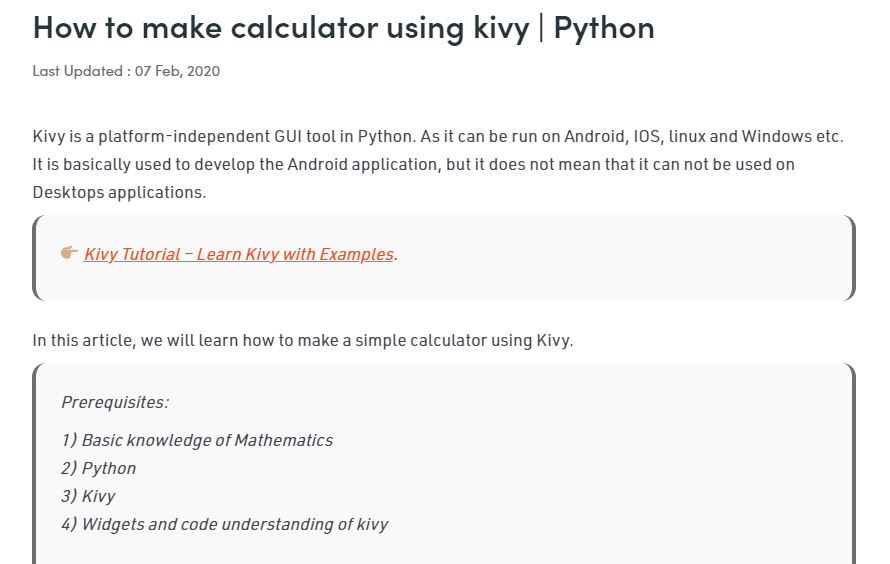 How to make calculator using kivy | Python
Last Updated : 07 Feb, 2020
Kivy is a platform-independent GUI tool in Python. As it can be run on Android, IOS, linux and Windows etc.
It is basically used to develop the Android application, but it does not mean that it can not be used on
Desktops applications.
👉🏽 Kivy Tutorial – Learn Kivy with Examples.
In this article, we will learn how to make a simple calculator using Kivy.
Prerequisites:
1) Basic knowledge of Mathematics
2) Python
3) Kivy
4) Widgets and code understanding of kivy